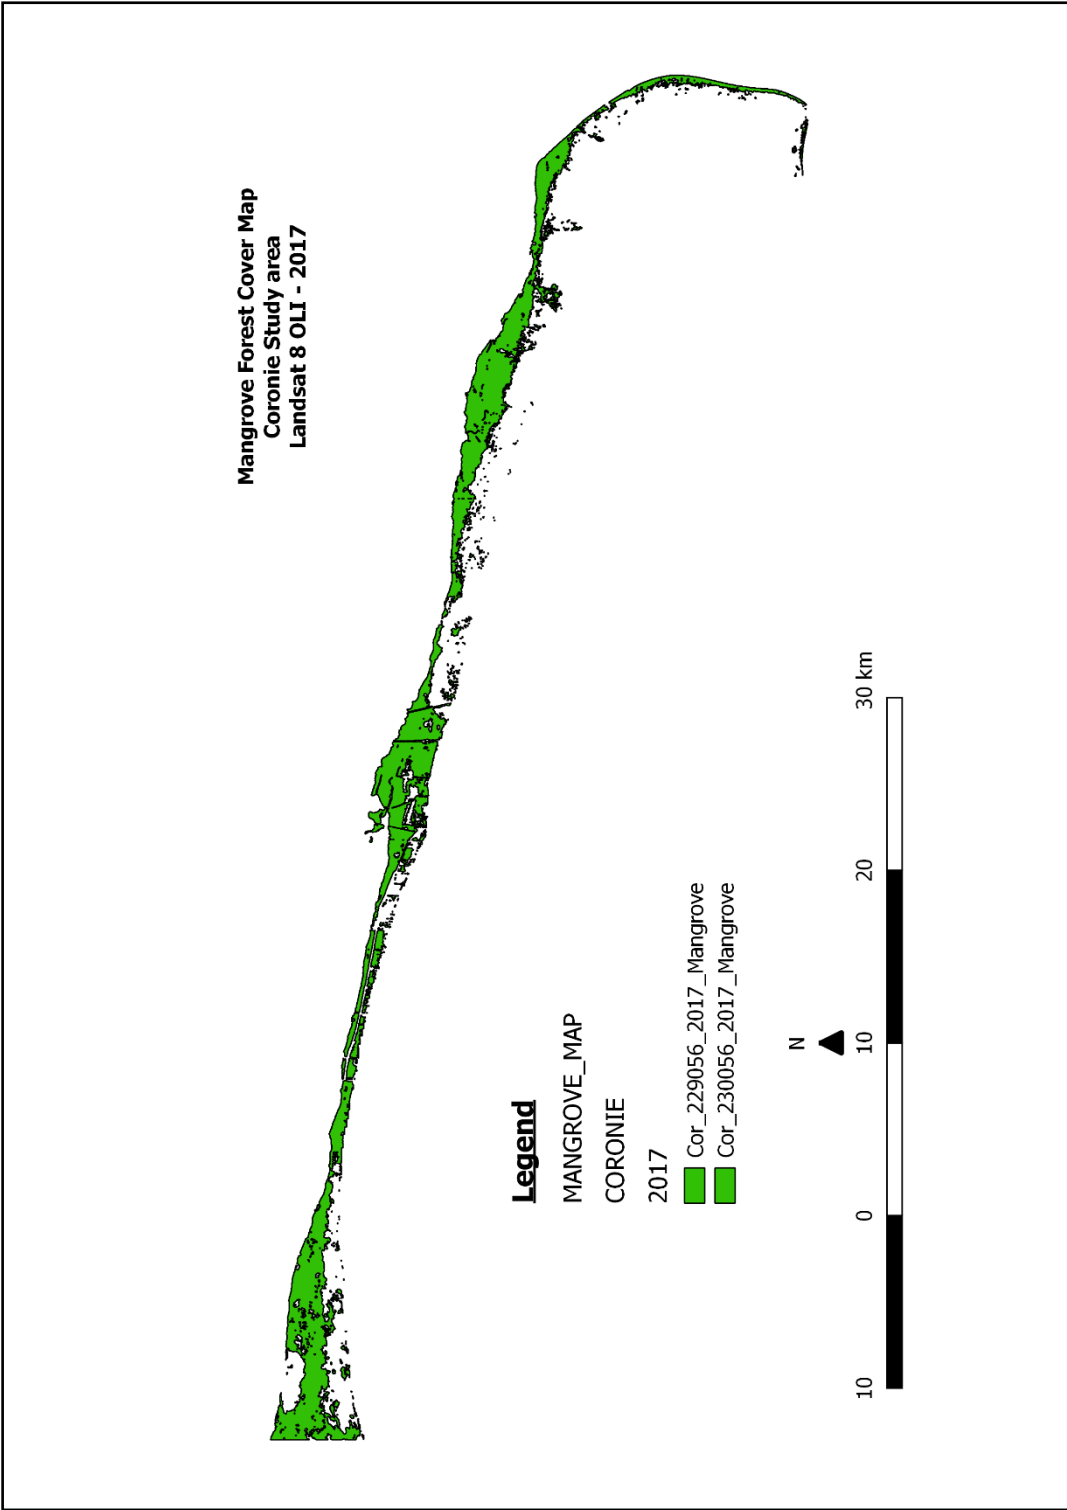 Mangrove Forest Cover Map
Coronie Study area
Landsat 8 OLI - 2017
Legend
MANGROVE_MAP
CORONIE
2017
Cor_229056_2017_Mangrove
Cor_230056_2017_Mangrove
N
10 0 10 20 30 km